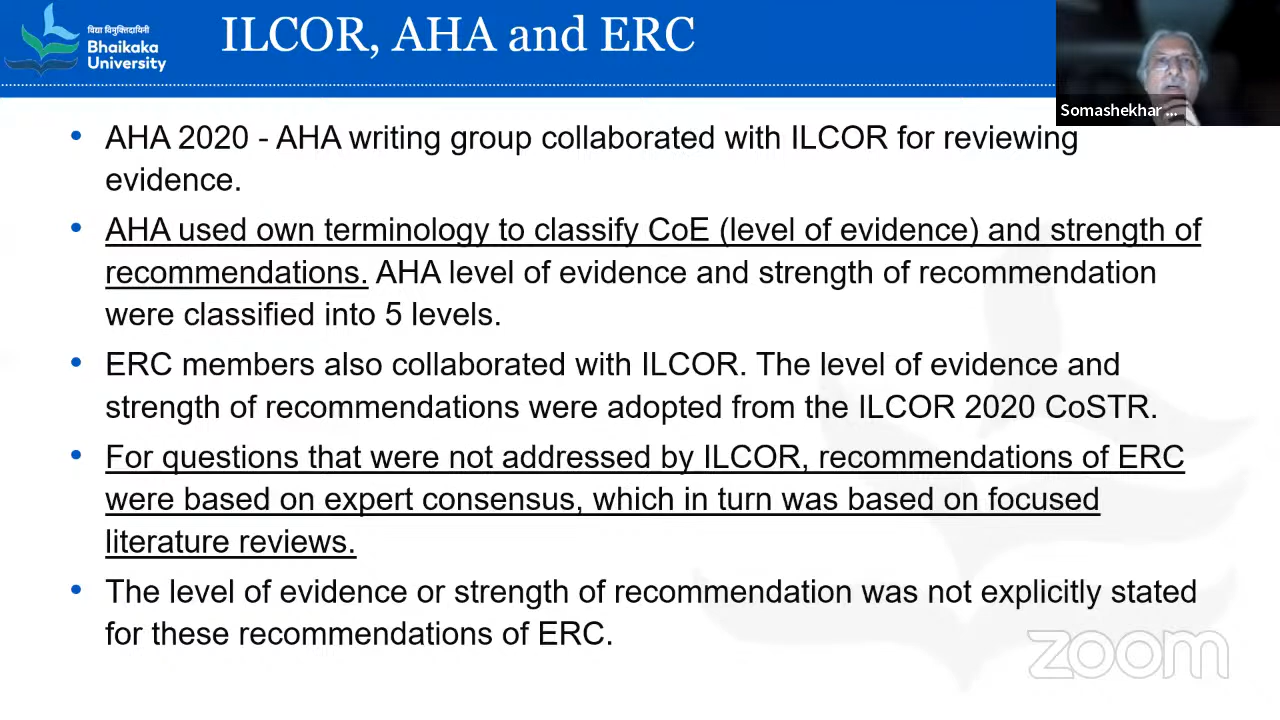 विद्या विमुक्तिदायिनी
Bhaikaka
University
ILCOR, AHA and ERC
Somashekhar ...
• AHA 2020 - AHA writing group collaborated with ILCOR for reviewing
evidence.
• AHA used own terminology to classify CoE (level of evidence) and strength of
recommendations. AHA level of evidence and strength of recommendation
were classified into 5 levels.
• ERC members also collaborated with ILCOR. The level of evidence and
strength of recommendations were adopted from the ILCOR 2020 CoSTR.
• For questions that were not addressed by ILCOR, recommendations of ERC
were based on expert consensus, which in turn was based on focused
literature reviews.
• The level of evidence or strength of recommendation was not explicitly stated
for these recommendations of ERC.
zoom